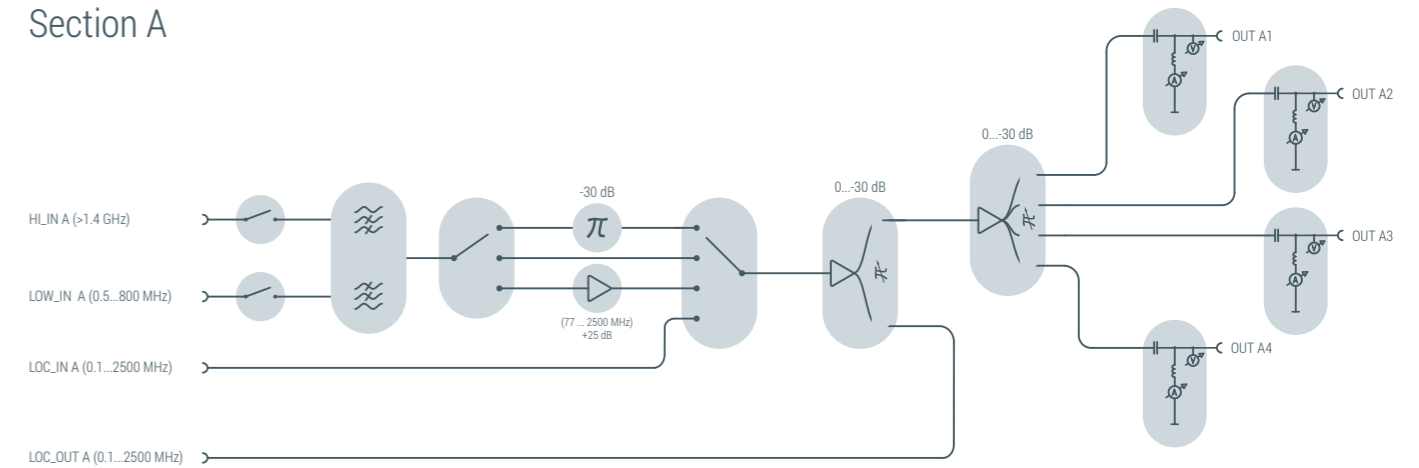 Section A
OUT A1
OUT A2
0...-30 dB
-30 dB
0...-30 dB
HI_IN A (>1.4 GHz)
π
V
A
V
A
OUT A3
V
A
LOW_IN A (0.5...800 MHz)
(77 ... 2500 MHz)
+25 dB
OUT A4
V
A
LOC_IN A (0.1...2500 MHz)
LOC_OUT A (0.1...2500 MHz)